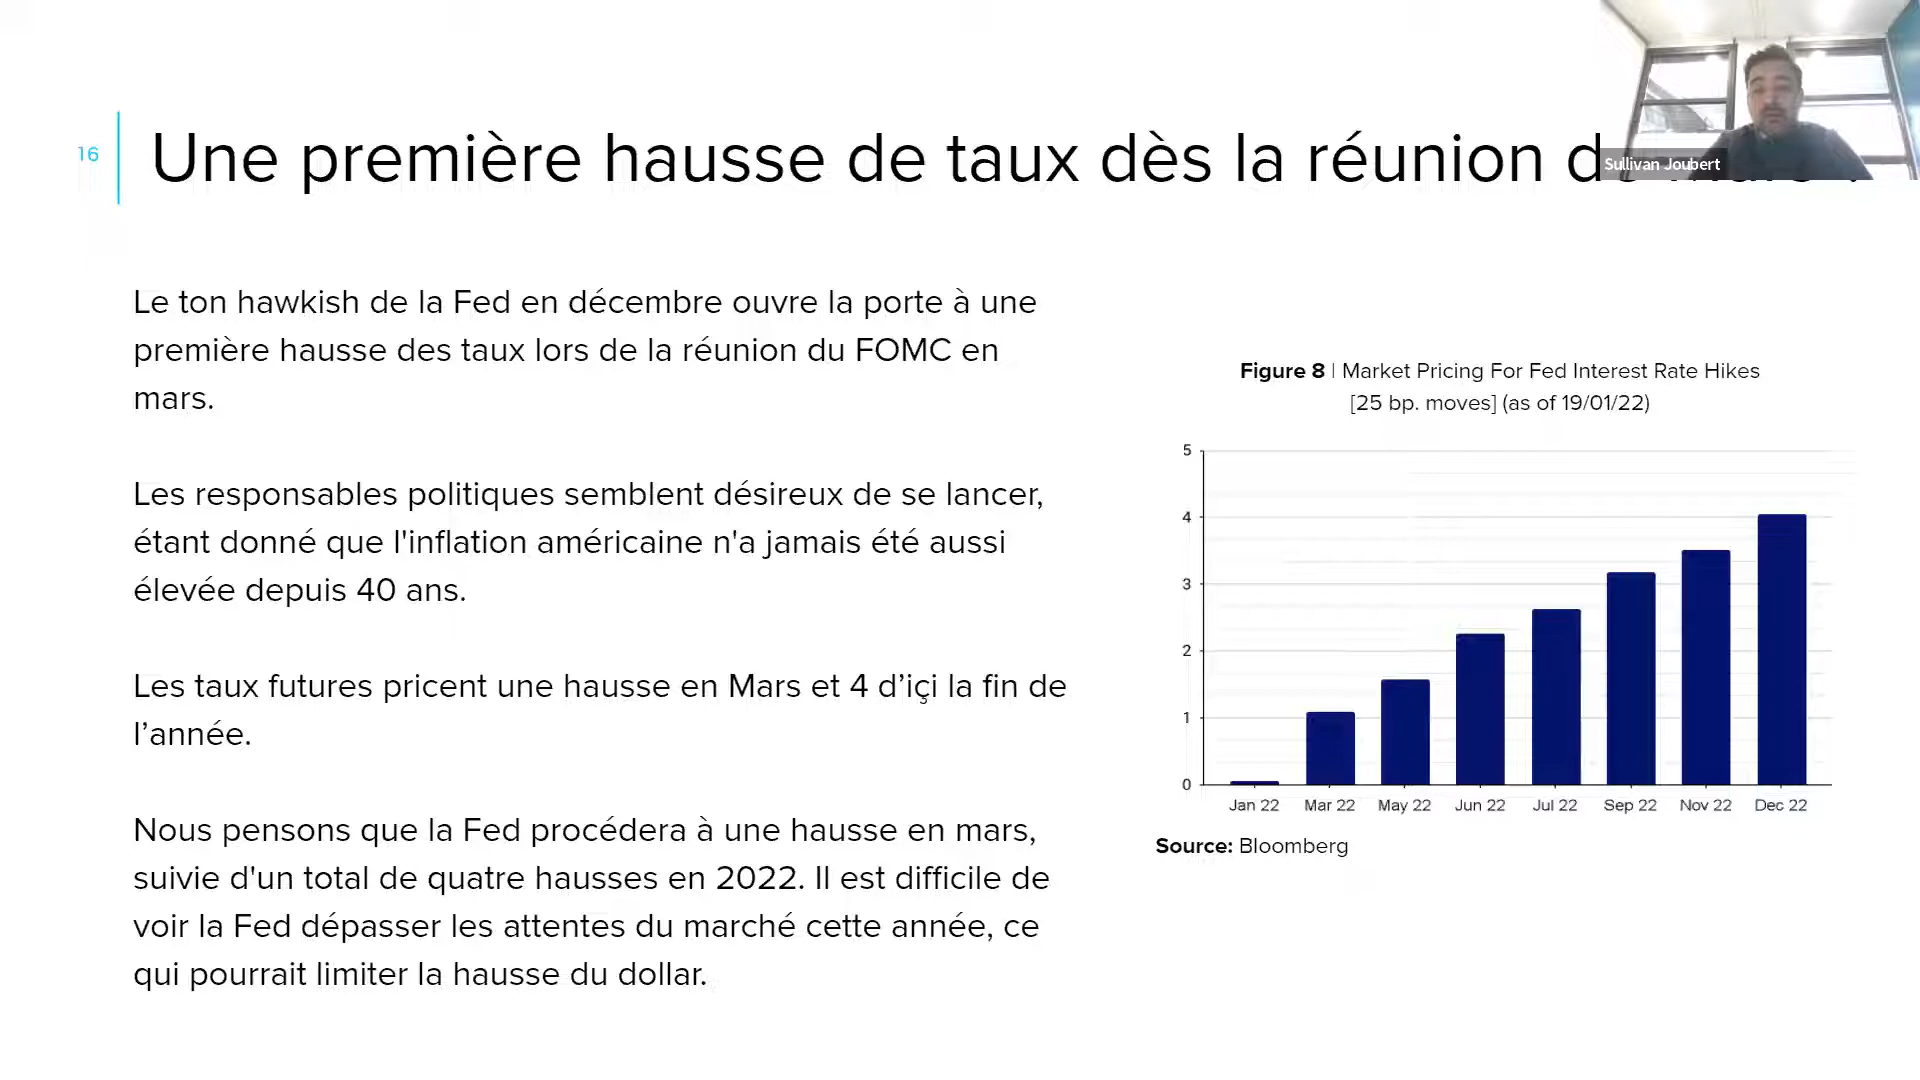 16
Une première hausse de taux dès la réunion
Sullivan Joubert
Le ton hawkish de la Fed en décembre ouvre la porte à une
première hausse des taux lors de la réunion du FOMC en
mars.
Les responsables politiques semblent désireux de se lancer,
étant donné que l'inflation américaine n'a jamais été aussi
élevée depuis 40 ans.
Les taux futures pricent une hausse en Mars et 4 d’içi la fin de
l’année.
Nous pensons que la Fed procédera à une hausse en mars,
suivie d'un total de quatre hausses en 2022. Il est difficile de
voir la Fed dépasser les attentes du marché cette année, ce
qui pourrait limiter la hausse du dollar.
Figure 8 | Market Pricing For Fed Interest Rate Hikes
[25 bp. moves] (as of 19/01/22)
5
4
3
2
1
0
Jan 22 Mar 22 May 22 Jun 22 Jul 22 Sep 22 Nov 22 Dec 22
Source: Bloomberg